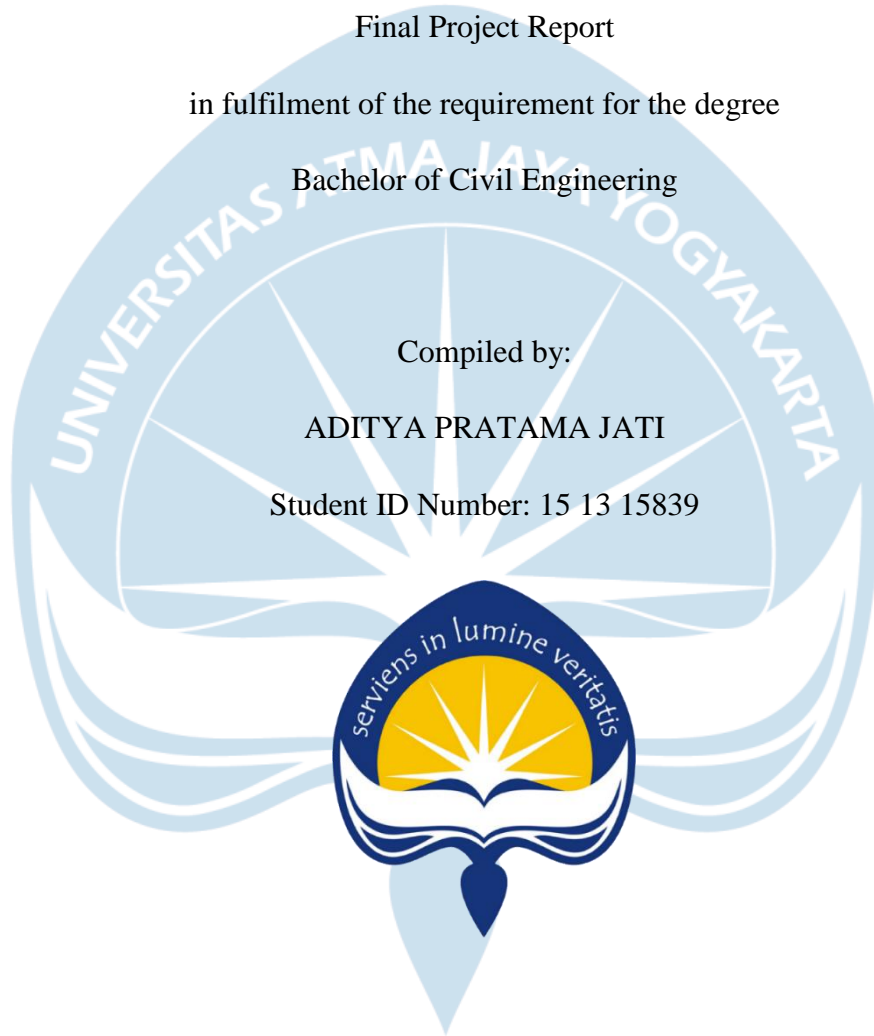 Final Project Report
in fulfilment of the requirement for the degree
Bachelor of Civil Engineering
UNIVERSITAS ATMA JAYA YOGYAKARTA
Compiled by:
ADITYA PRATAMA JATI
Student ID Number: 15 13 15839
serviens in lumine veritatis